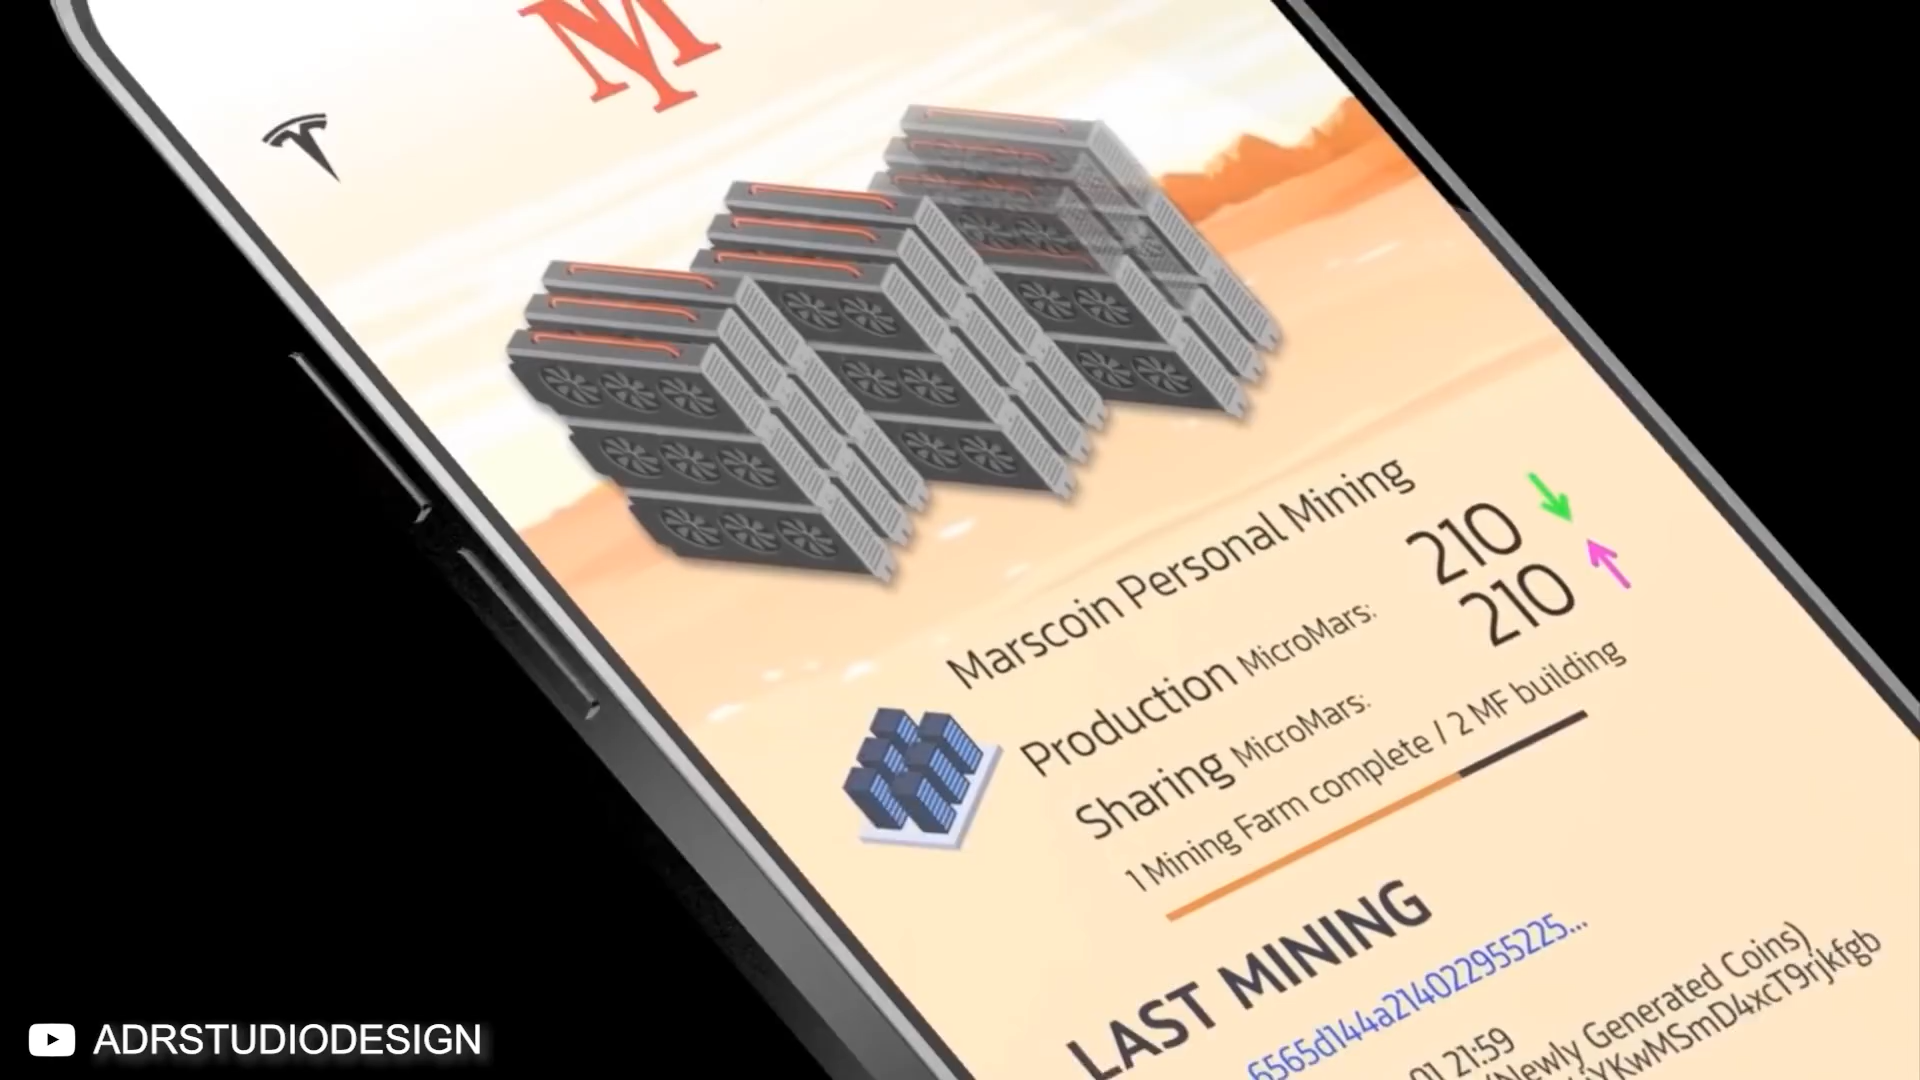 Marscoin Personal Mining
Production MicroMars: 210
Sharing MicroMars: 210
1 Mining Farm complete / 2 MF building
LAST MINING
6565d144a214022955225...
01 21:59
(Newly Generated Coins)
YKwMSmD4xcT9rjkfgb
ADRSTUDIODESIGN